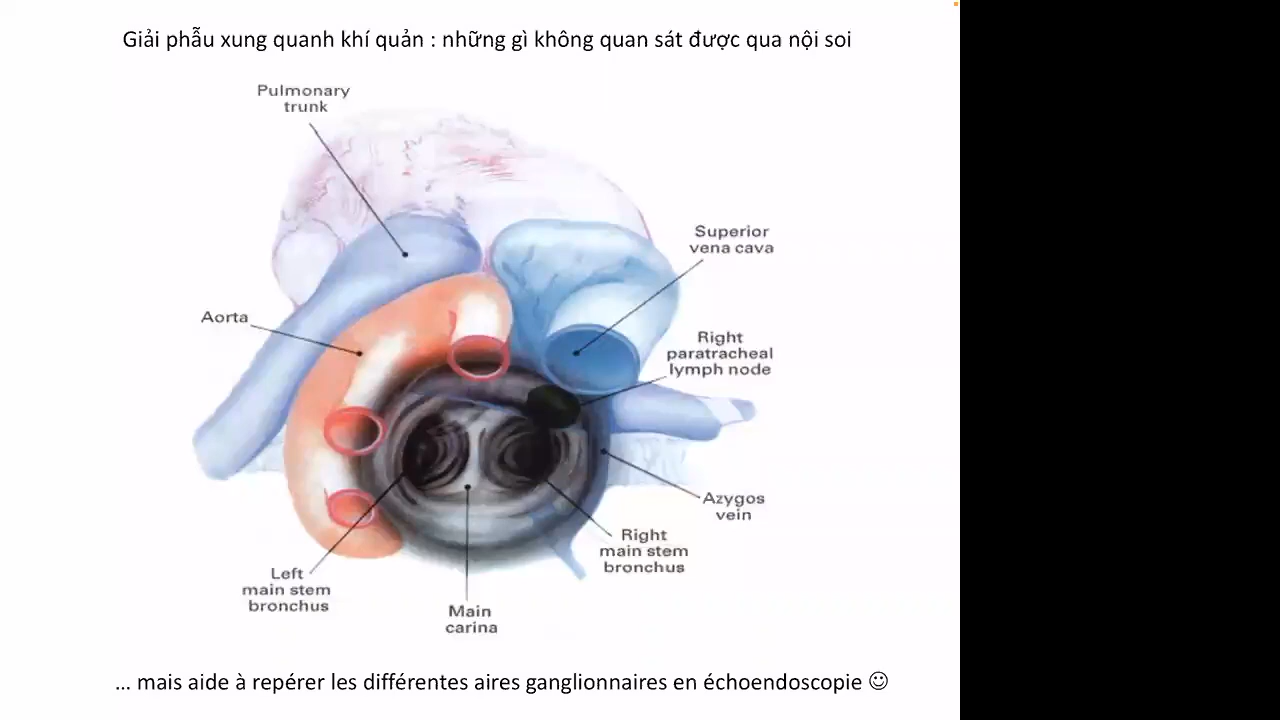 Giải phẫu xung quanh khí quản : những gì không quan sát được qua nội soi
Pulmonary
trunk
Superior
vena cava
Aorta
Right
paratracheal
lymph node
Azygos
vein
Right
main stem
bronchus
Left
main stem
bronchus
Main
carina
... mais aide à repérer les différentes aires ganglionnaires en échoendoscopie ☺